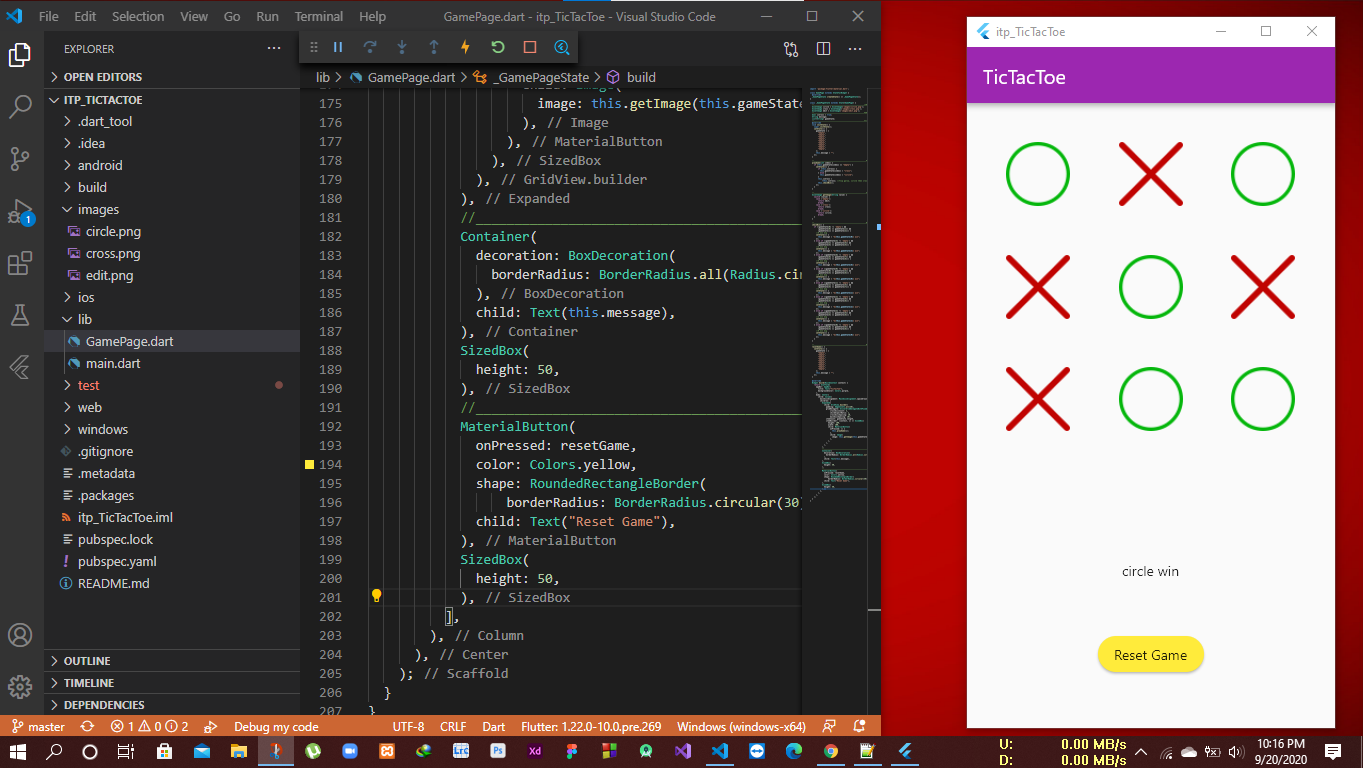 File Edit Selection View Go Run Terminal Help
GamePage.dart - itp_TicTacToe - Visual Studio Code
EXPLORER
OPEN EDITORS
ITP_TICTACTOE
.dart_tool
.idea
android
build
images
circle.png
cross.png
edit.png
ios
lib
GamePage.dart
main.dart
test
web
windows
.gitignore
.metadata
.packages
itp_TicTacToe.iml
pubspec.lock
pubspec.yaml
README.md
OUTLINE
TIMELINE
DEPENDENCIES
1
lib > GamePage.dart > _GamePageState > build
175 image: this.getImage(this.gameState
176 ), // Image
177 ), // MaterialButton
178 ), // SizedBox
179 ), // GridView.builder
180 ), // Expanded
181 //__________________________________________
182 Container(
183 decoration: BoxDecoration(
184 borderRadius: BorderRadius.all(Radius.cir
185 ), // BoxDecoration
186 child: Text(this.message),
187 ), // Container
188 SizedBox(
189 height: 50,
190 ), // SizedBox
191 //__________________________________________
192 MaterialButton(
193 onPressed: resetGame,
194 color: Colors.yellow,
195 shape: RoundedRectangleBorder(
196 borderRadius: BorderRadius.circular(30)
197 child: Text("Reset Game"),
198 ), // MaterialButton
199 SizedBox(
200 height: 50,
201 ), // SizedBox
202 ],
203 ), // Column
204 ), // Center
205 ); // Scaffold
206 }
207 }
master 1 0 2 Debug my code UTF-8 CRLF Dart Flutter: 1.22.0-10.0.pre.269 Windows (windows-x64)
itp_TicTacToe
TicTacToe
circle win
Reset Game
Lrc Ps Xd
U: 0.00 MB/s
D: 0.00 MB/s
10:16 PM
9/20/2020